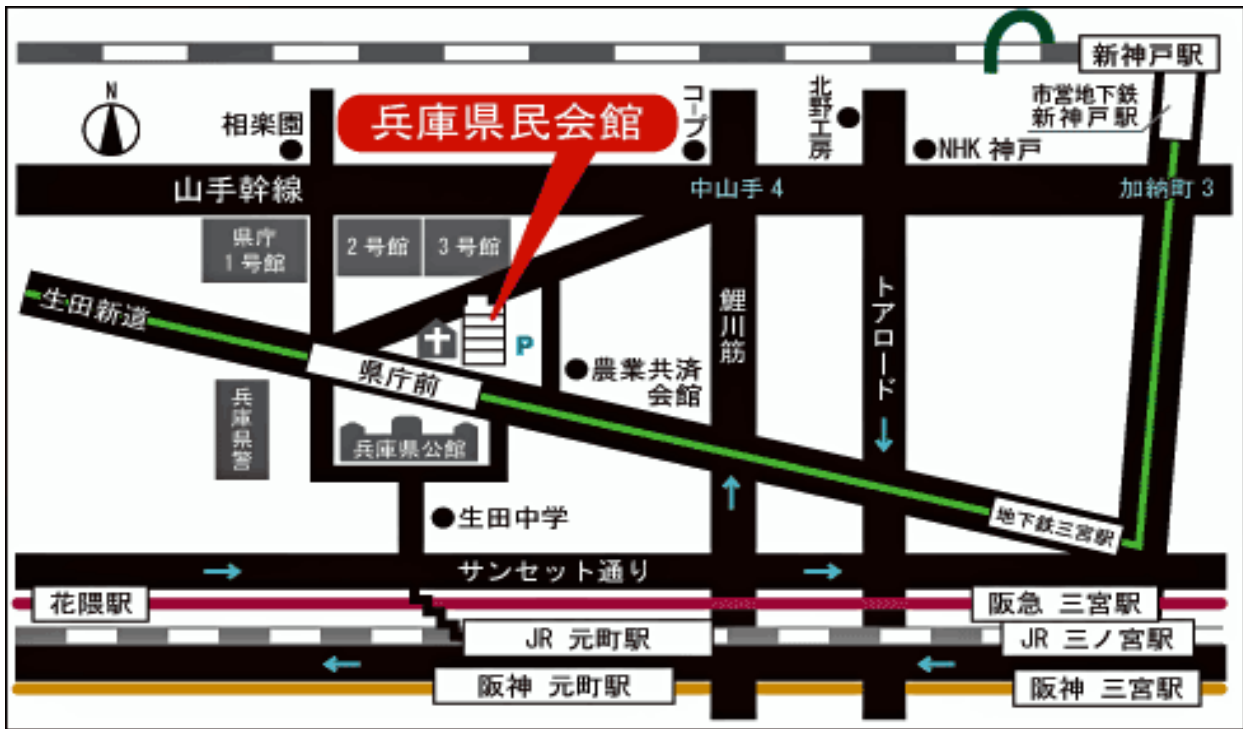 新神戸駅
N
相楽園
兵庫県民会館
コープ
北野工房
NHK 神戸
市営地下鉄
新神戸駅
山手幹線
中山手 4
加納町 3
県庁
1号館
2号館
3号館
生田新道
鯉川筋
トアロード
P
県庁前
農業共済
会館
兵庫県警
兵庫県公館
生田中学
地下鉄三宮駅
サンセット通り
花隈駅
阪急 三宮駅
JR 元町駅
JR 三ノ宮駅
阪神 元町駅
阪神 三宮駅